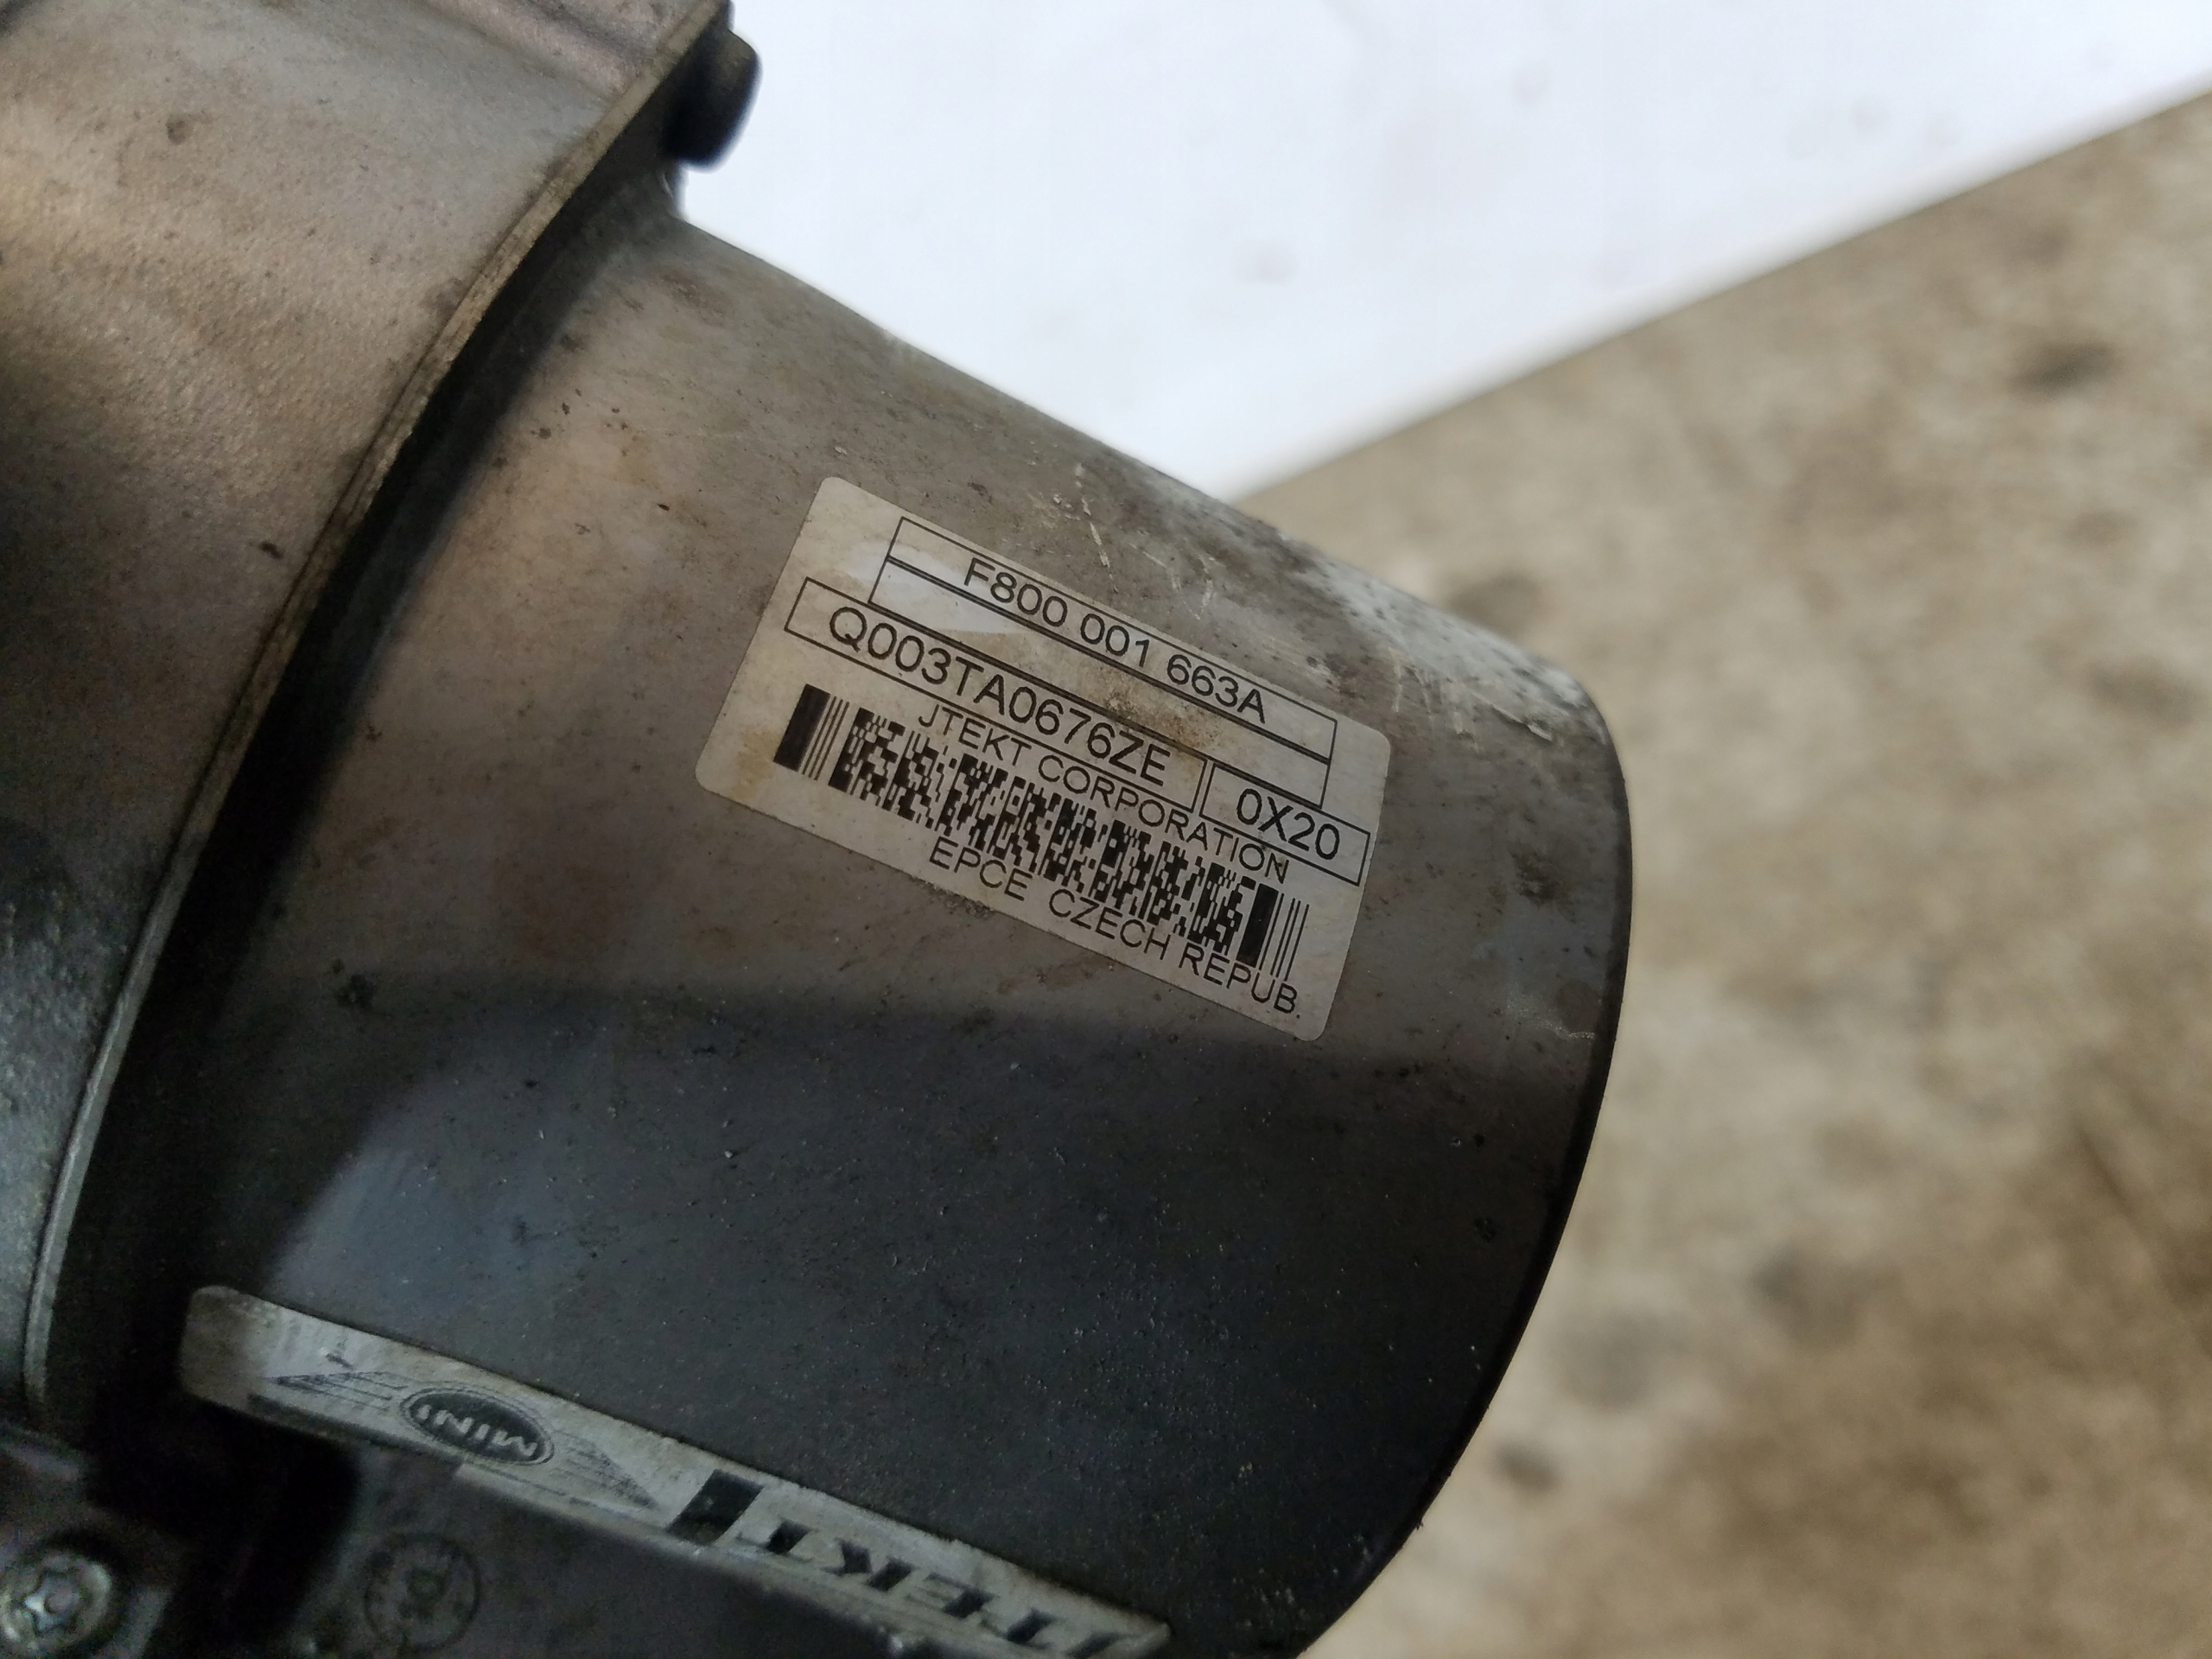 F800 001 663A
Q003TA0676ZE 0X20
JTEKT CORPORATION
EPCE CZECH REPUB.
MINI
JTEKT